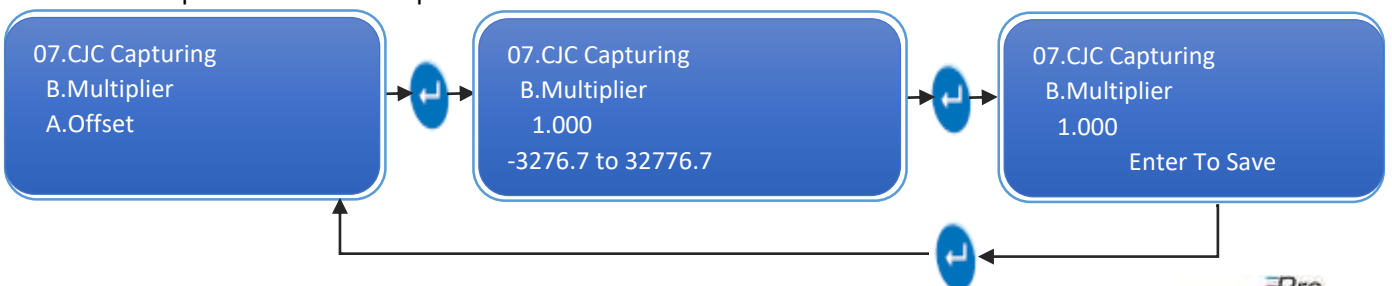 07.CJC Capturing
B.Multiplier
A.Offset
07.CJC Capturing
B.Multiplier
1.000
-3276.7 to 32776.7
07.CJC Capturing
B.Multiplier
1.000
Enter To Save